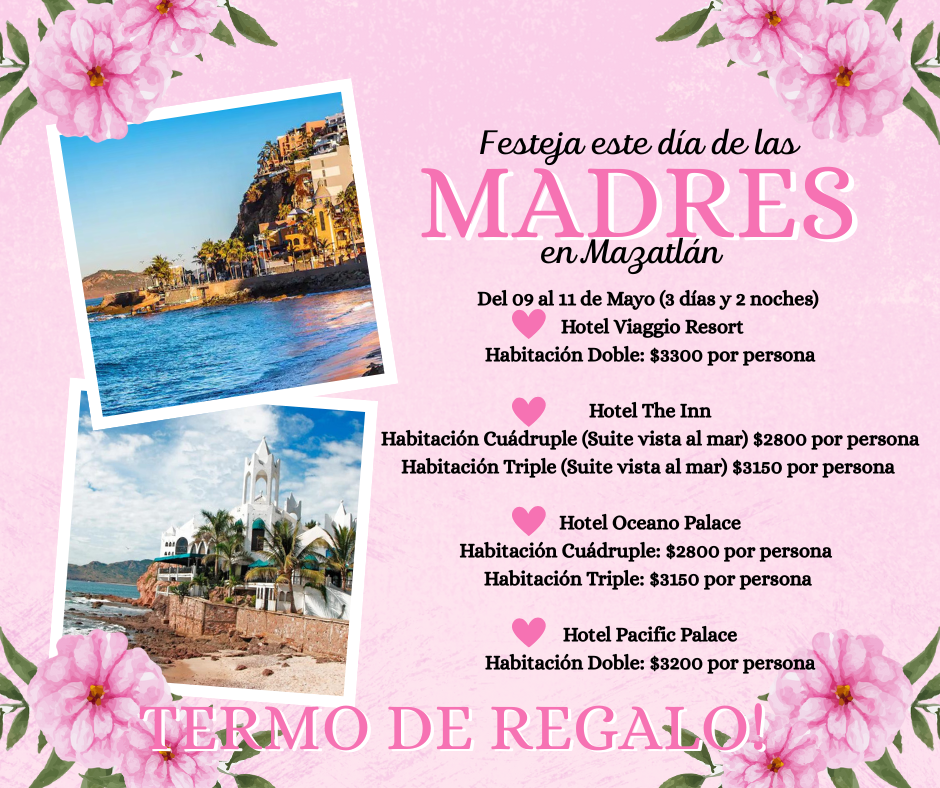 Festeja este día de las
MADRES
en Mazatlán
Del 09 al 11 de Mayo (3 días y 2 noches)
Hotel Viaggio Resort
Habitación Doble: $3300 por persona
Hotel The Inn
Habitación Cuádruple (Suite vista al mar) $2800 por persona
Habitación Triple (Suite vista al mar) $3150 por persona
Hotel Oceano Palace
Habitación Cuádruple: $2800 por persona
Habitación Triple: $3150 por persona
Hotel Pacific Palace
Habitación Doble: $3200 por persona
TERMO DE REGALO!